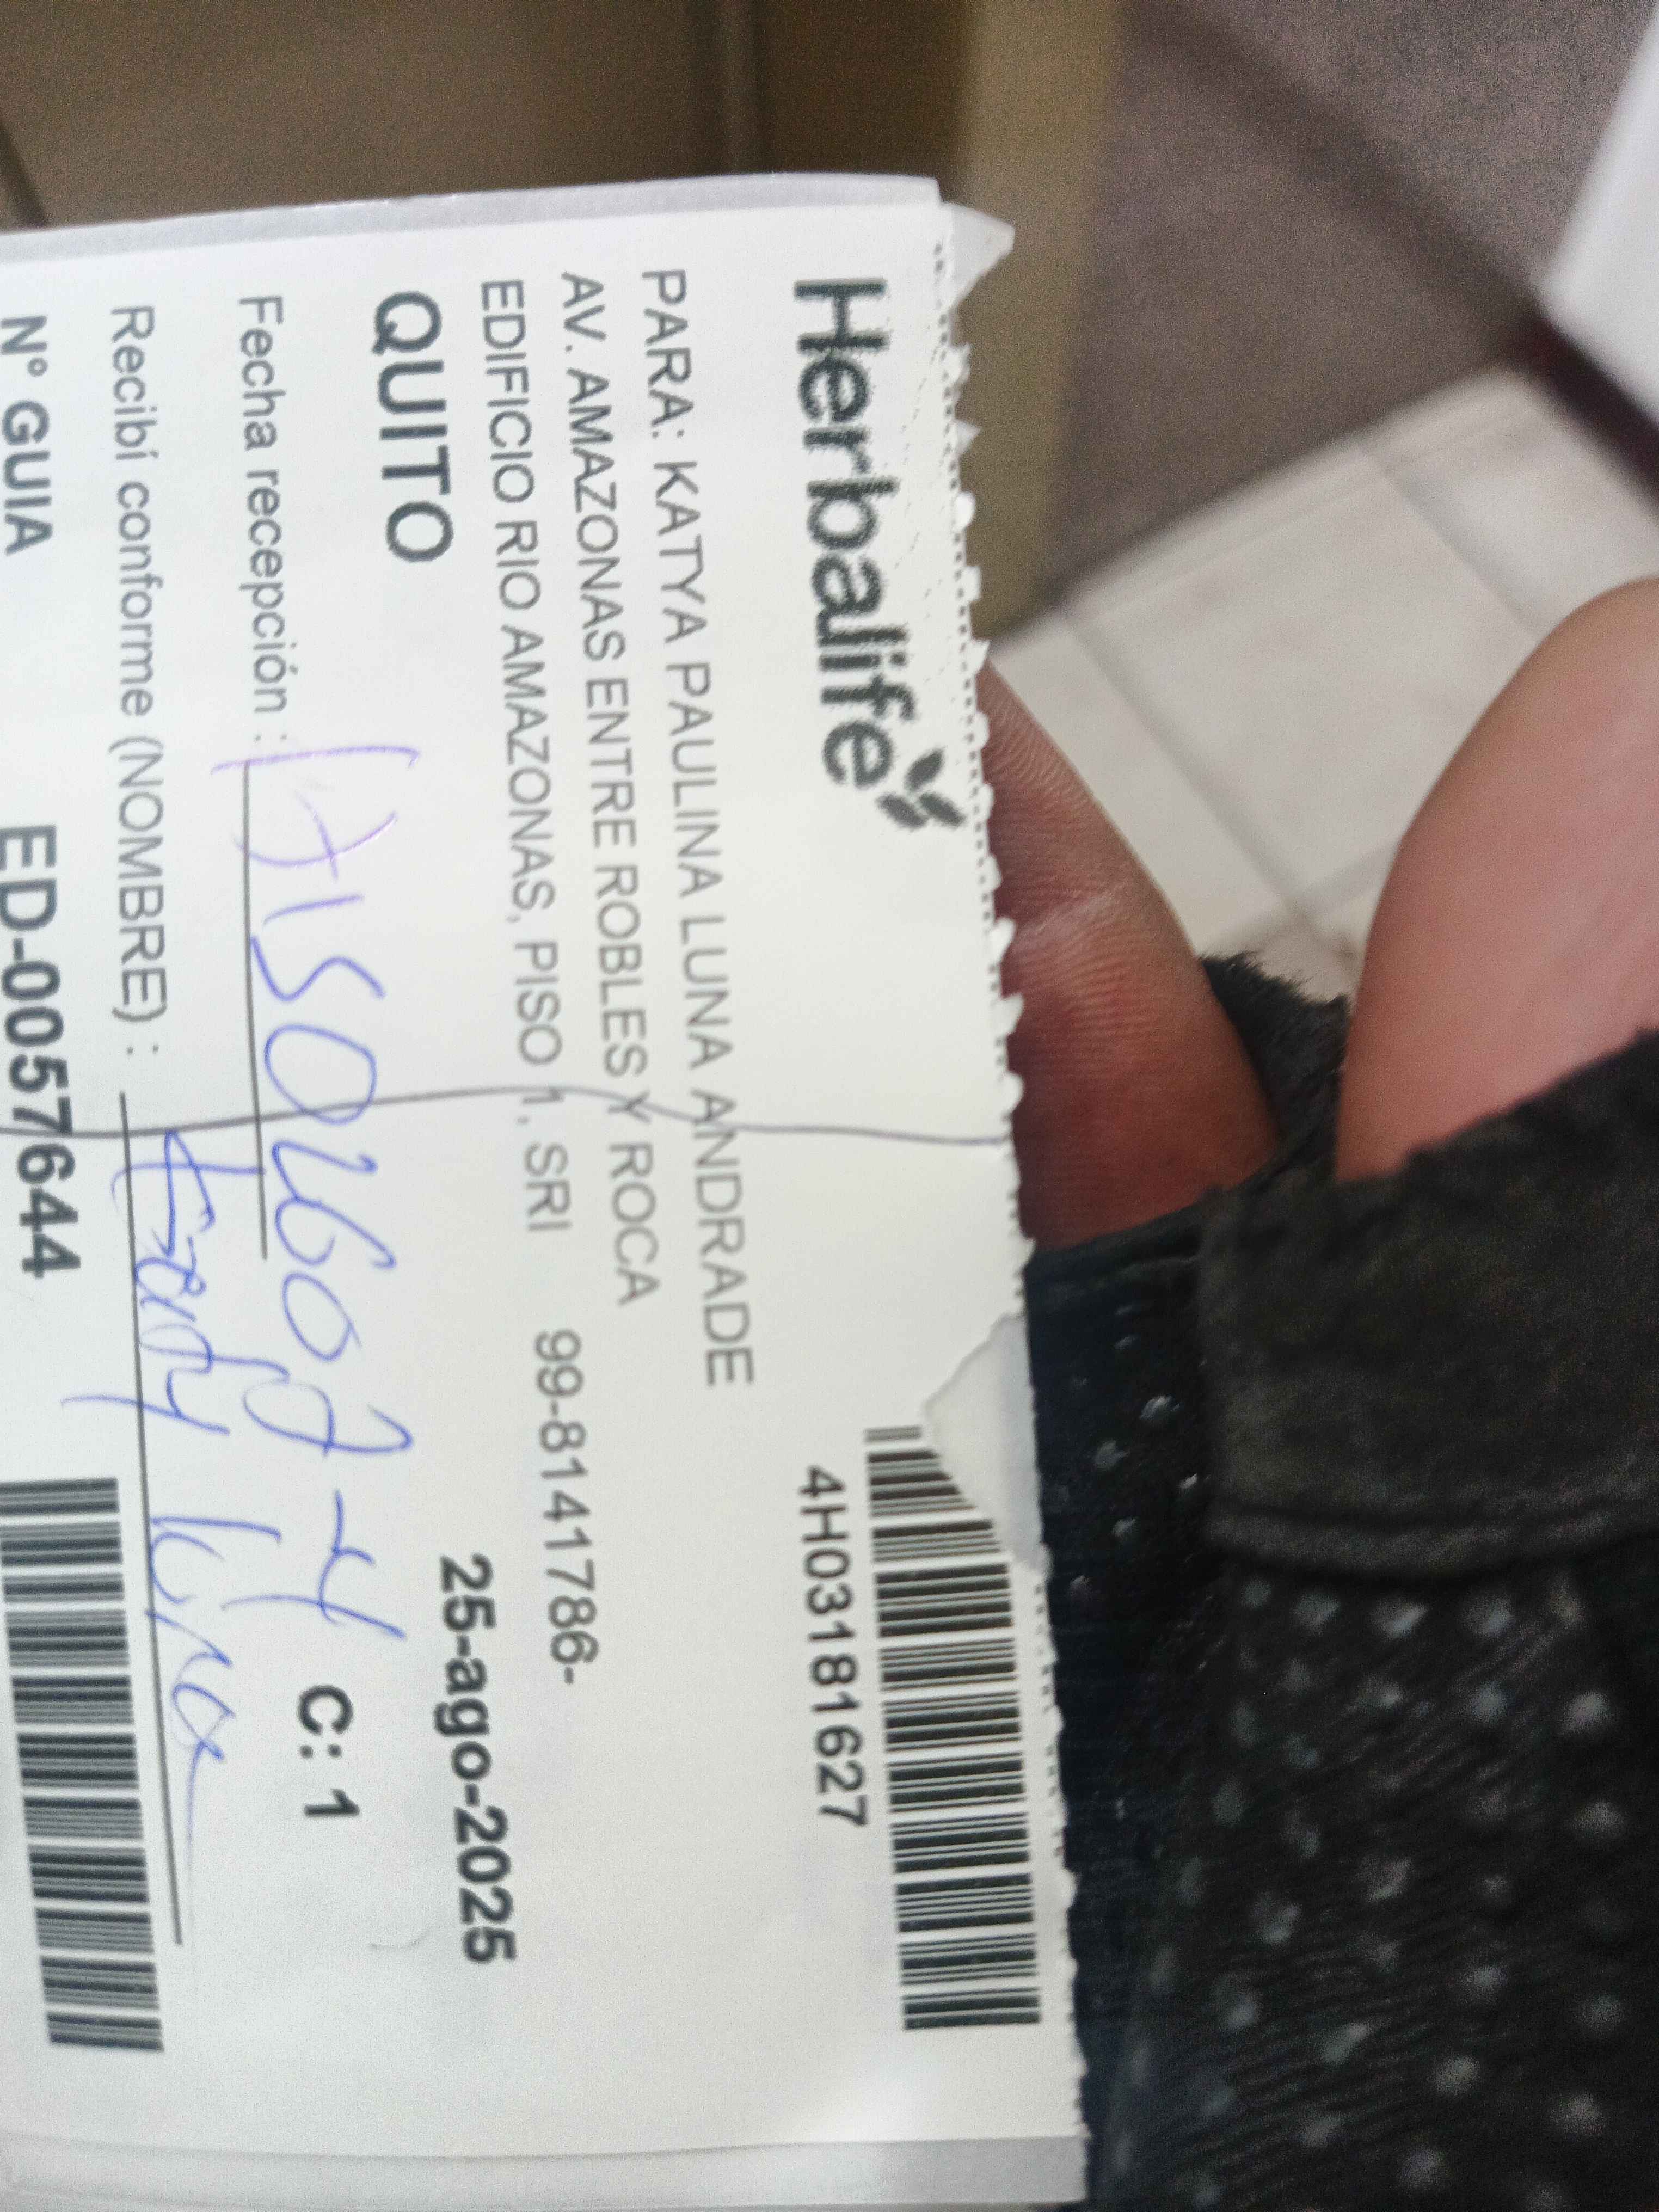 Herbalife
4H03181627
PARA: KATYA PAULINA LUNA ANDRADE
AV. AMAZONAS ENTRE ROBLES Y ROCA
EDIFICIO RIO AMAZONAS, PISO 1. SRI 99-8141786-
QUITO 25-ago-2025
Fecha recepción : C: 1
Recibí conforme (NOMBRE) :
N° GUIA ED-00577644